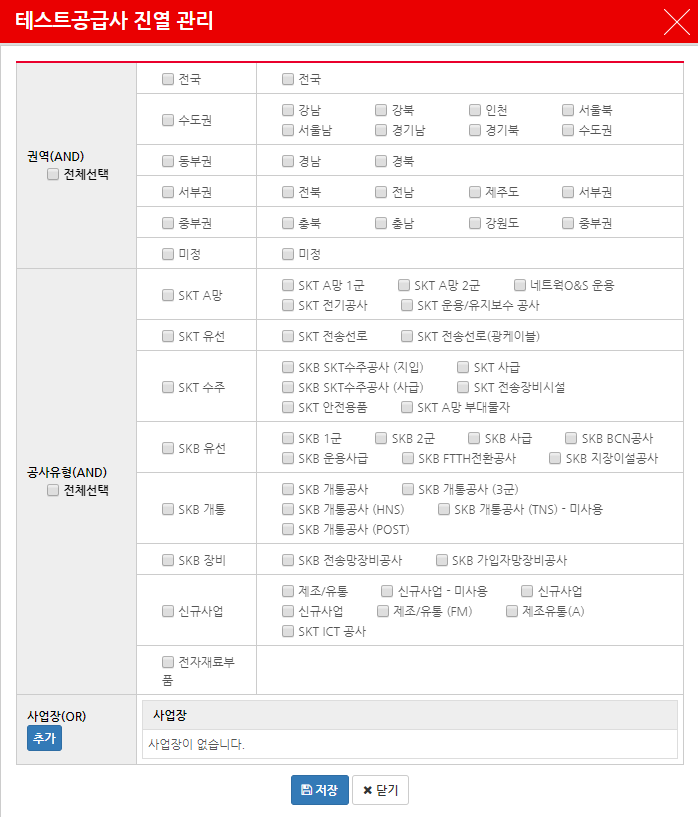 테스트공급사 진열 관리
권역(AND)
전체선택
전국
전국
수도권
강남 강북 인천 서울북
서울남 경기남 경기북 수도권
동부권
경남 경북
서부권
전북 전남 제주도 서부권
중부권
충북 충남 강원도 중부권
미정
미정
공사유형(AND)
전체선택
SKT A망
SKT A망 1군 SKT A망 2군 네트웍O&S 운용
SKT 전기공사 SKT 운용/유지보수 공사
SKT 유선
SKT 전송선로 SKT 전송선로(광케이블)
SKT 수주
SKB SKT수주공사 (지입) SKT 사급
SKB SKT수주공사 (사급) SKT 전송장비시설
SKT 안전용품 SKT A망 부대물자
SKB 유선
SKB 1군 SKB 2군 SKB 사급 SKB BCN공사
SKB 운용사급 SKB FTTH전환공사 SKB 지장이설공사
SKB 개통
SKB 개통공사 SKB 개통공사 (3군)
SKB 개통공사 (HNS) SKB 개통공사 (TNS) - 미사용
SKB 개통공사 (POST)
SKB 장비
SKB 전송망장비공사 SKB 가입자망장비공사
신규사업
제조/유통 신규사업 - 미사용 신규사업
신규사업 제조/유통 (FM) 제조유통(A)
SKT ICT 공사
전자재료부
품
사업장(OR)
추가
사업장
사업장이 없습니다.
저장 닫기